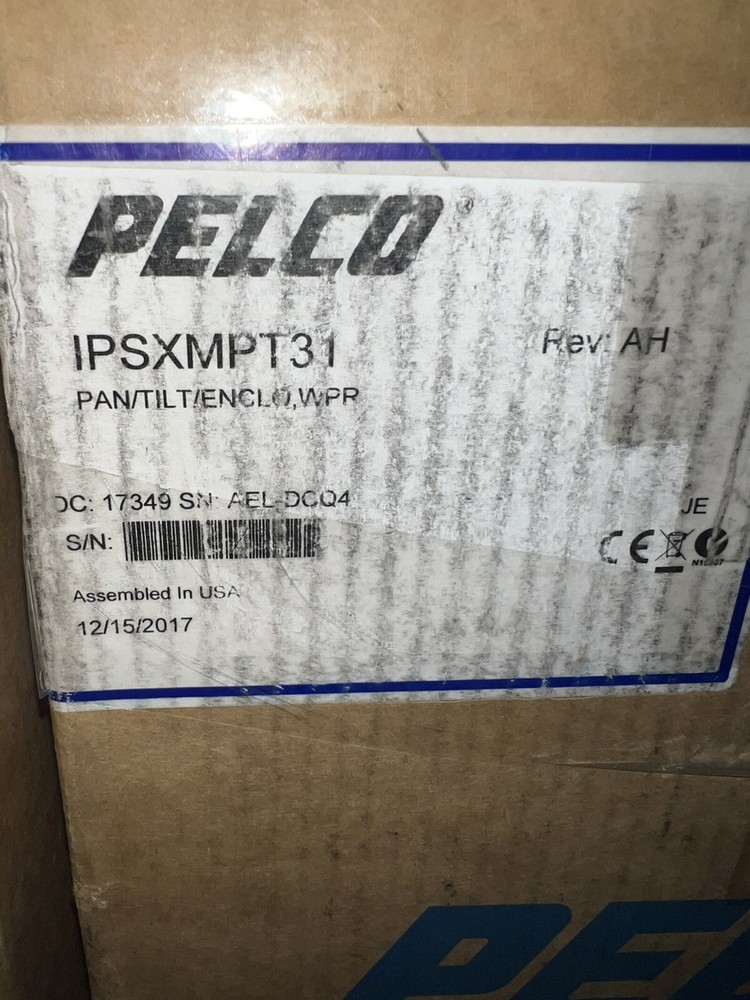 PELCO®
IPSXMPT31 Rev: AH
PAN/TILT/ENCLO,WPR
DC: 17349 SN: AEL-DCQ4
JE
S/N:
CE
Assembled In USA
12/15/2017